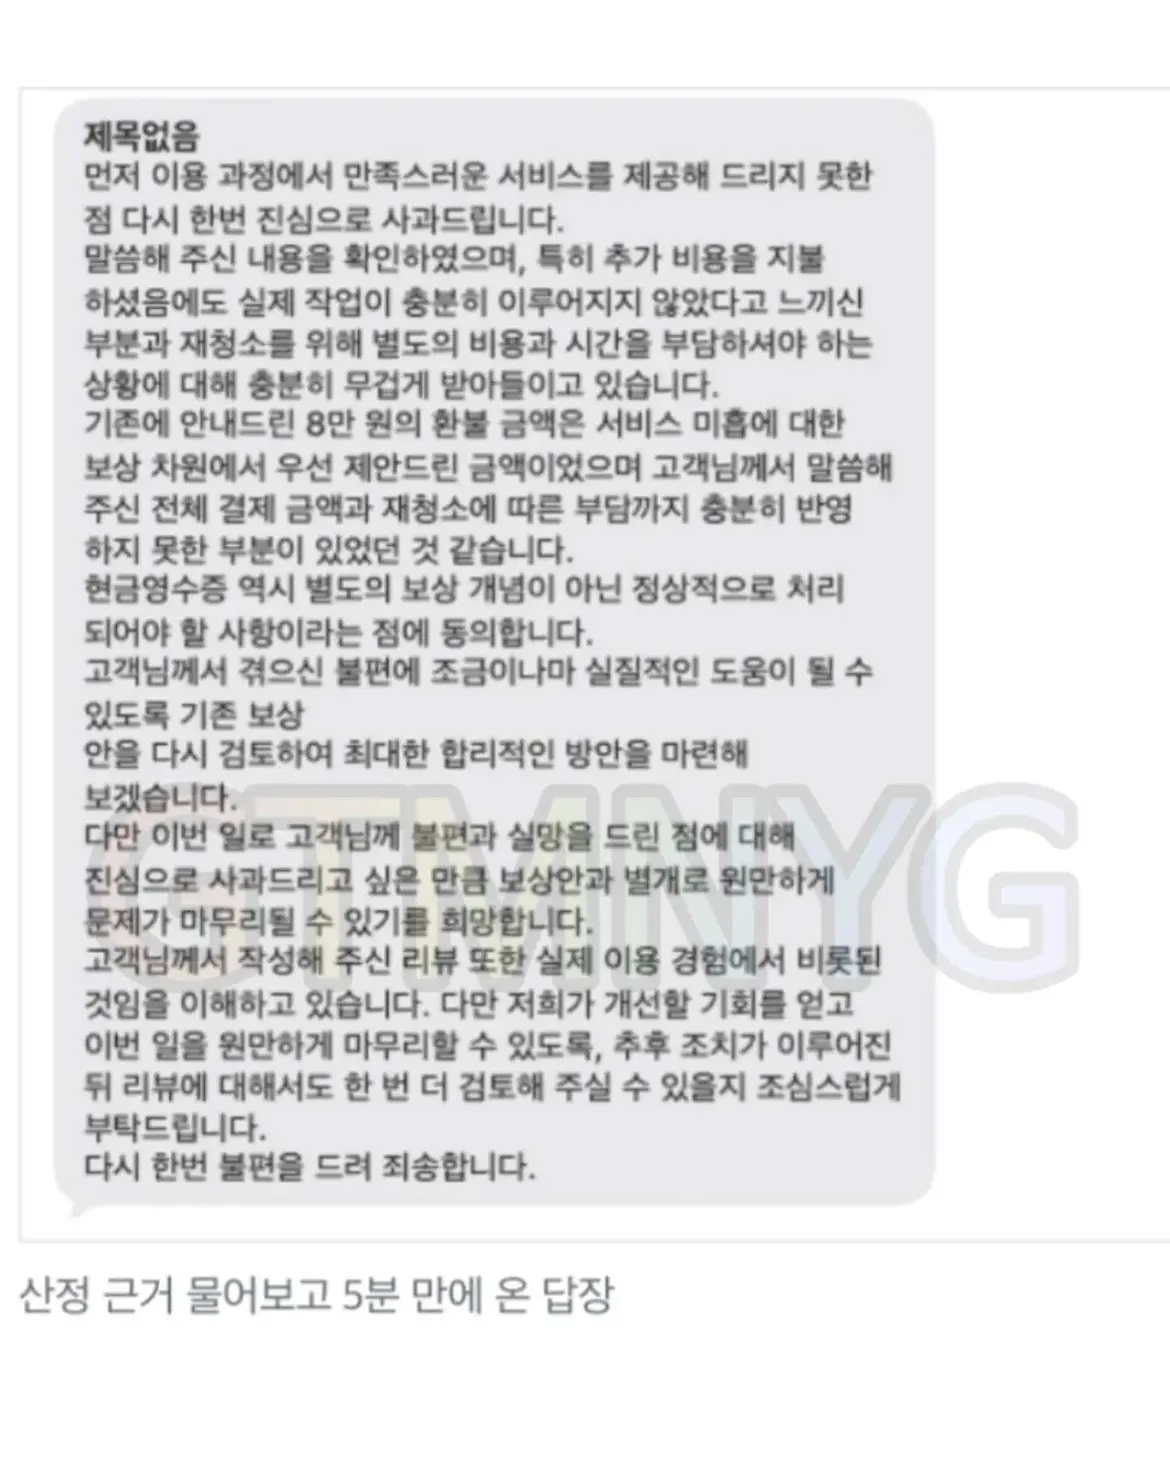 제목없음
먼저 이용 과정에서 만족스러운 서비스를 제공해 드리지 못한
점 다시 한번 진심으로 사과드립니다.
말씀해 주신 내용을 확인하였으며, 특히 추가 비용을 지불
하셨음에도 실제 작업이 충분히 이루어지지 않았다고 느끼신
부분과 재청소를 위해 별도의 비용과 시간을 부담하셔야 하는
상황에 대해 충분히 무겁게 받아들이고 있습니다.
기존에 안내드린 8만 원의 환불 금액은 서비스 미흡에 대한
보상 차원에서 우선 제안드린 금액이었으며 고객님께서 말씀해
주신 전체 결제 금액과 재청소에 따른 부담까지 충분히 반영
하지 못한 부분이 있었던 것 같습니다.
현금영수증 역시 별도의 보상 개념이 아닌 정상적으로 처리
되어야 할 사항이라는 점에 동의합니다.
고객님께서 겪으신 불편에 조금이나마 실질적인 도움이 될 수
있도록 기존 보상
안을 다시 검토하여 최대한 합리적인 방안을 마련해
보겠습니다.
다만 이번 일로 고객님께 불편과 실망을 드린 점에 대해
진심으로 사과드리고 싶은 만큼 보상안과 별개로 원만하게
문제가 마무리될 수 있기를 희망합니다.
고객님께서 작성해 주신 리뷰 또한 실제 이용 경험에서 비롯된
것임을 이해하고 있습니다. 다만 저희가 개선할 기회를 얻고
이번 일을 원만하게 마무리할 수 있도록, 추후 조치가 이루어진
뒤 리뷰에 대해서도 한 번 더 검토해 주실 수 있을지 조심스럽게
부탁드립니다.
다시 한번 불편을 드려 죄송합니다.
GTMNYG
산정 근거 물어보고 5분 만에 온 답장